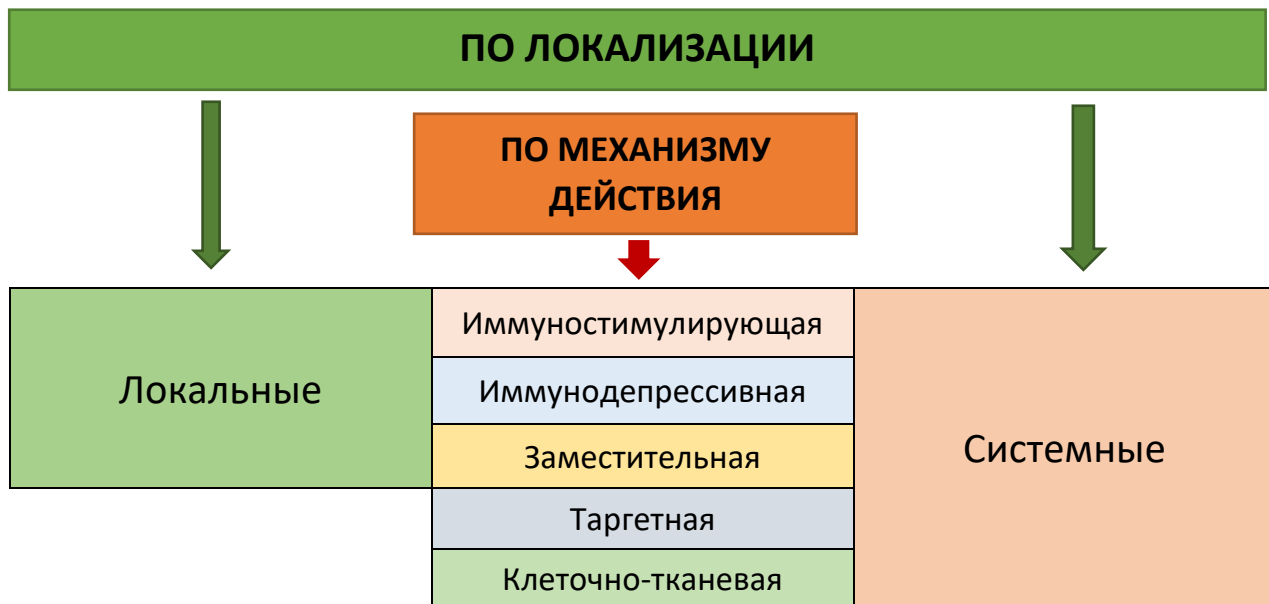 ПО ЛОКАЛИЗАЦИИ
ПО МЕХАНИЗМУ
ДЕЙСТВИЯ
Локальные
Иммуностимулирующая
Иммунодепрессивная
Заместительная
Таргетная
Клеточно-тканевая
Системные